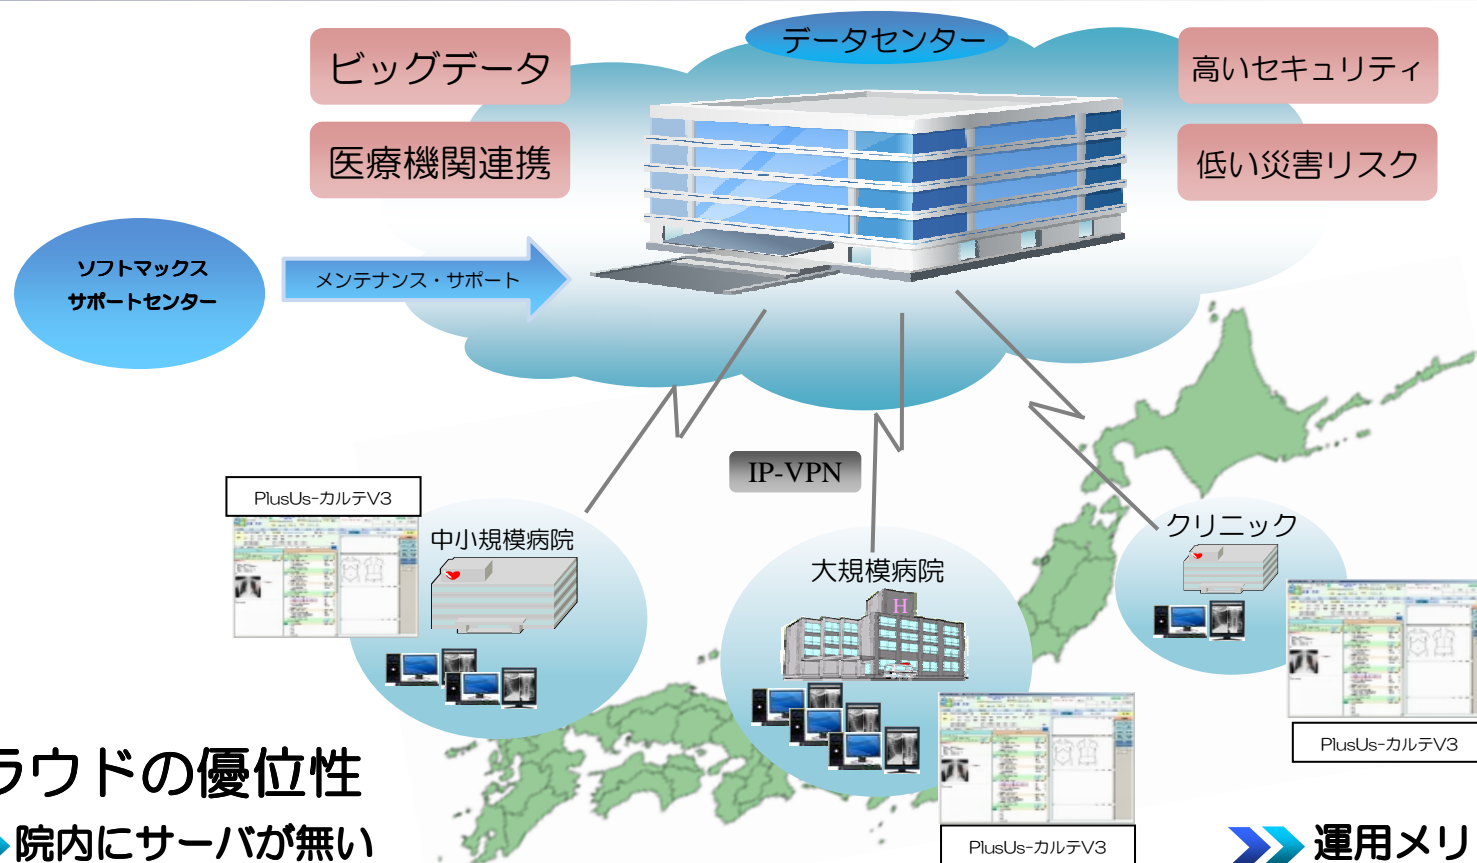 データセンター
ビッグデータ
高いセキュリティ
医療機関連携
低い災害リスク
ソフトマックス
サポートセンター
メンテナンス・サポート
IP-VPN
PlusUs-カルテV3
中小規模病院
大規模病院
H
クリニック
PlusUs-カルテV3
PlusUs-カルテV3
ラウドの優位性
院内にサーバが無い
運用メリ